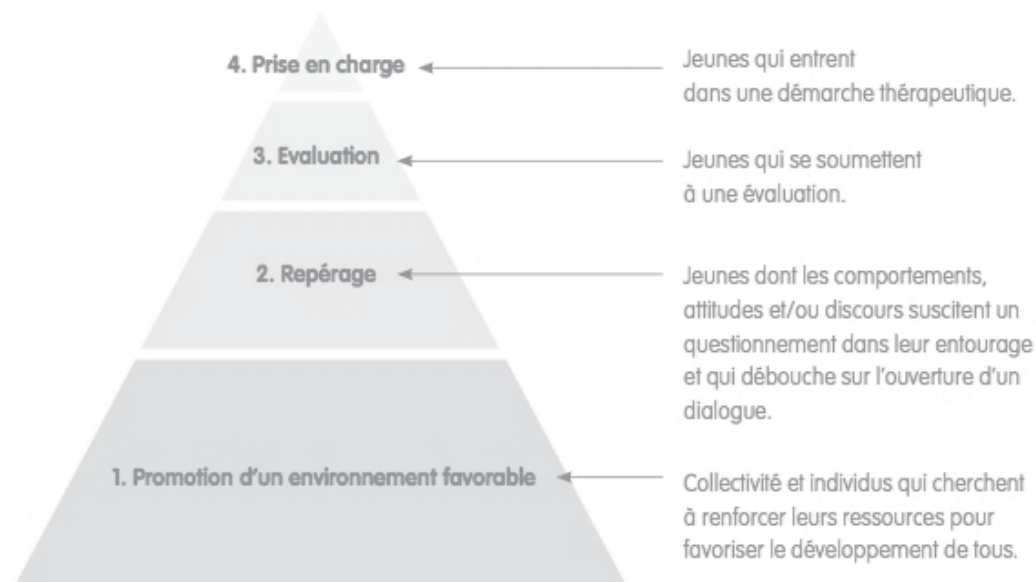 4. Prise en charge
Jeunes qui entrent
dans une démarche thérapeutique.
3. Evaluation
Jeunes qui se soumettent
à une évaluation.
2. Repérage
Jeunes dont les comportements,
attitudes et/ou discours suscitent un
questionnement dans leur entourage
et qui débouche sur l'ouverture d'un
dialogue.
1. Promotion d'un environnement favorable
Collectivité et individus qui cherchent
à renforcer leurs ressources pour
favoriser le développement de tous.